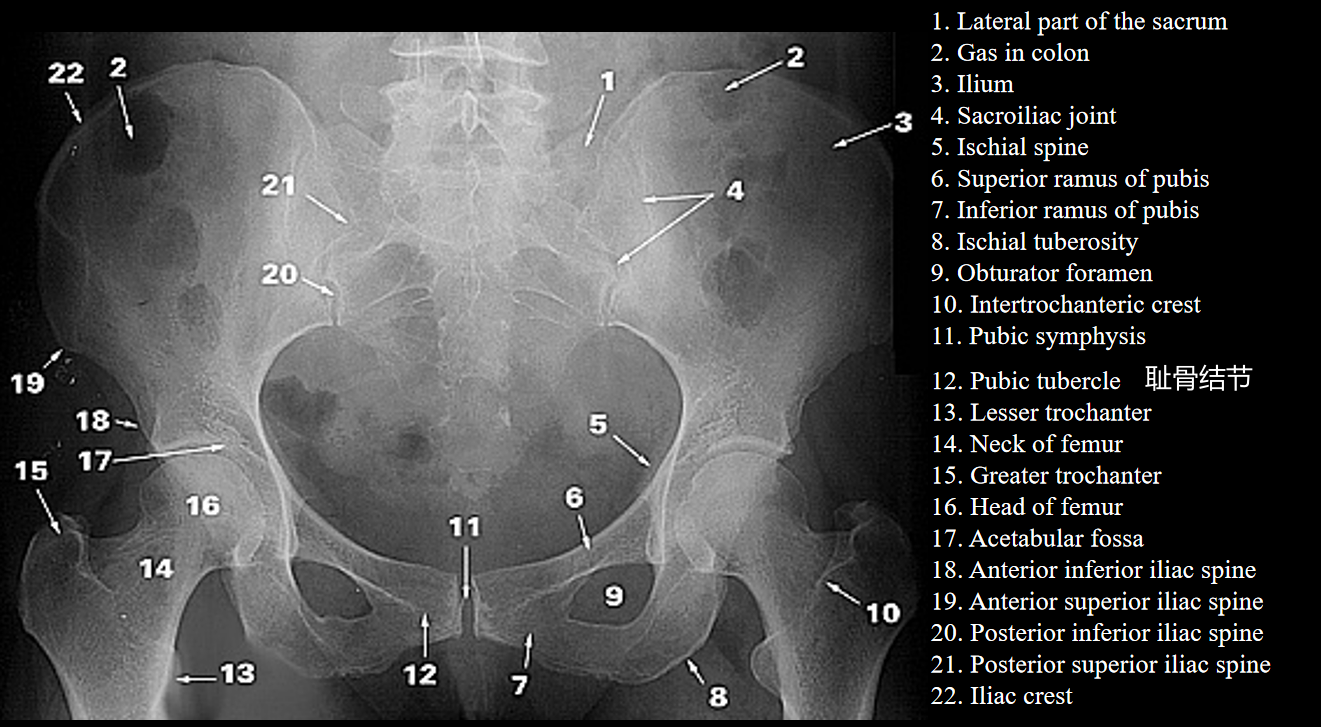 22 2 2
1
3
21 4
20
19
18 5
15 17
16 6
11
14 9
10
12 7 8
13
1. Lateral part of the sacrum
2. Gas in colon
3. Ilium
4. Sacroiliac joint
5. Ischial spine
6. Superior ramus of pubis
7. Inferior ramus of pubis
8. Ischial tuberosity
9. Obturator foramen
10. Intertrochanteric crest
11. Pubic symphysis
12. Pubic tubercle 耻骨结节
13. Lesser trochanter
14. Neck of femur
15. Greater trochanter
16. Head of femur
17. Acetabular fossa
18. Anterior inferior iliac spine
19. Anterior superior iliac spine
20. Posterior inferior iliac spine
21. Posterior superior iliac spine
22. Iliac crest